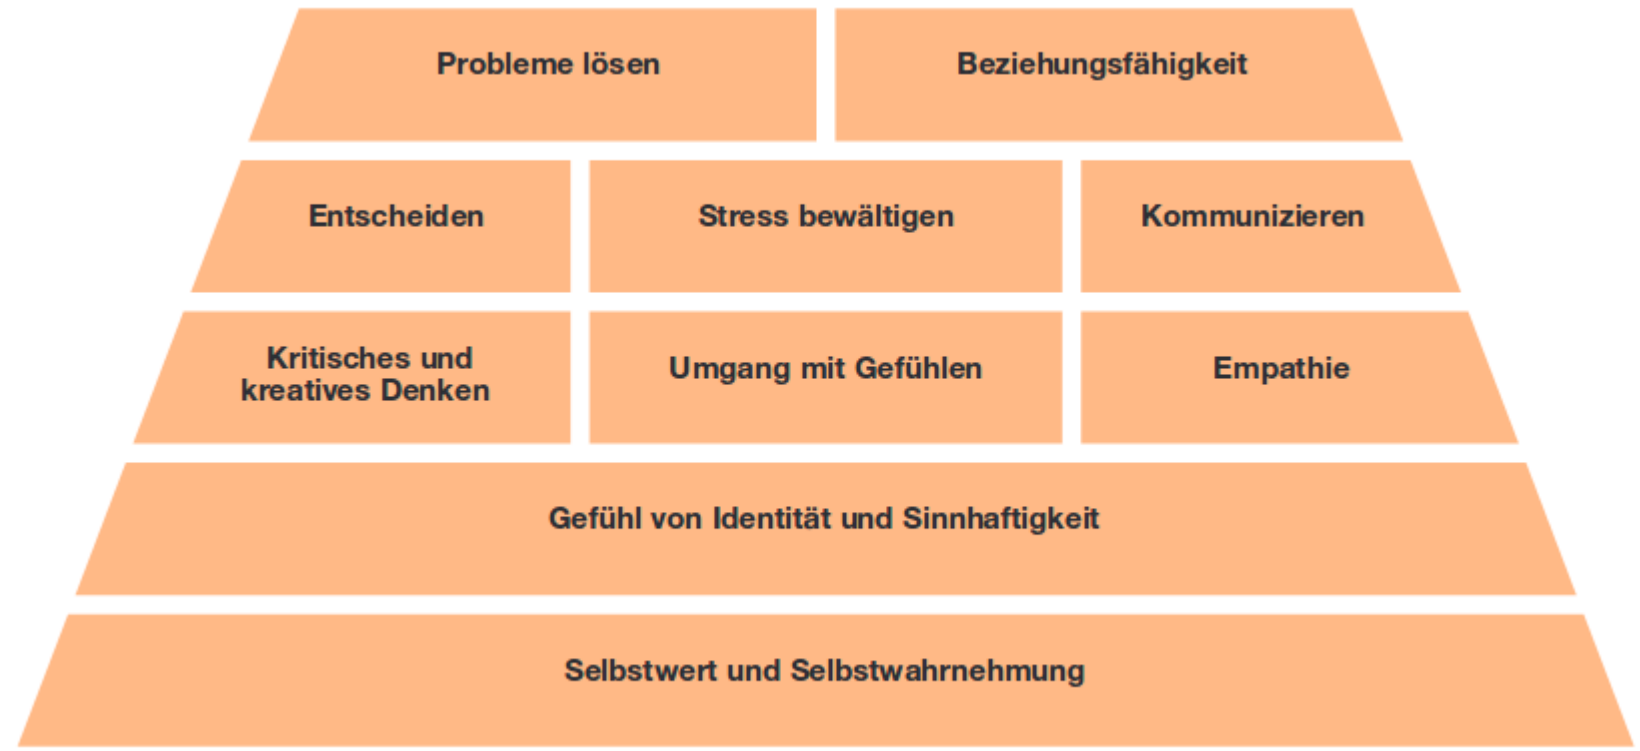 Probleme lösen
Beziehungsfähigkeit
Entscheiden
Stress bewältigen
Kommunizieren
Kritisches und
kreatives Denken
Umgang mit Gefühlen
Empathie
Gefühl von Identität und Sinnhaftigkeit
Selbstwert und Selbstwahrnehmung